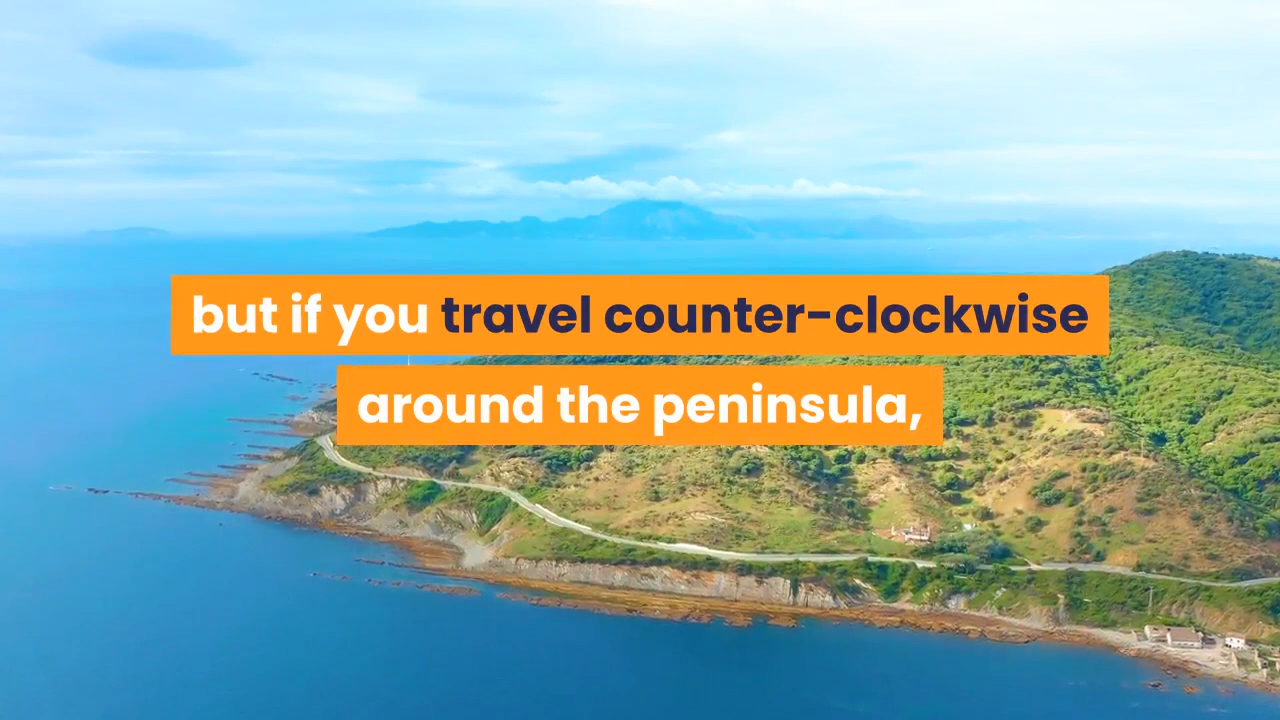 but if you travel counter-clockwise
around the peninsula,